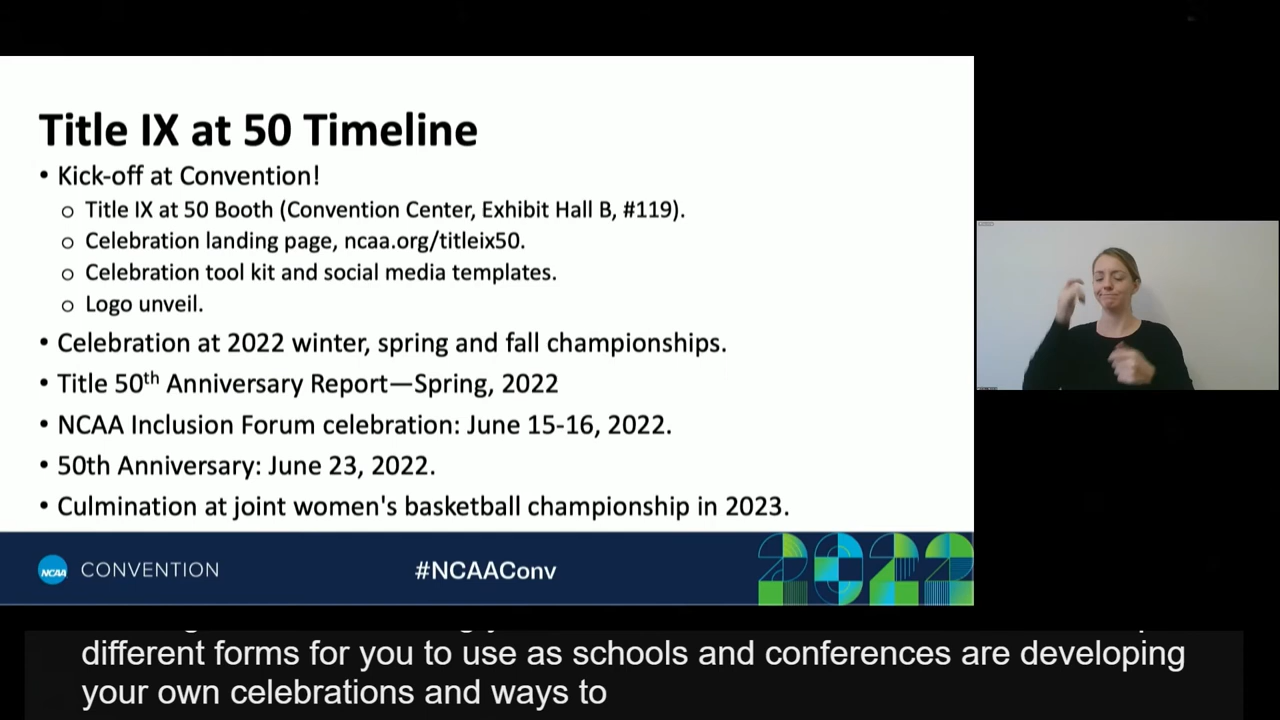 Title IX at 50 Timeline
• Kick-off at Convention!
o Title IX at 50 Booth (Convention Center, Exhibit Hall B, #119).
o Celebration landing page, ncaa.org/titleix50.
o Celebration tool kit and social media templates.
o Logo unveil.
• Celebration at 2022 winter, spring and fall championships.
• Title 50th Anniversary Report—Spring, 2022
• NCAA Inclusion Forum celebration: June 15-16, 2022.
• 50th Anniversary: June 23, 2022.
• Culmination at joint women's basketball championship in 2023.
NCAA CONVENTION #NCAAConv 2022
different forms for you to use as schools and conferences are developing
your own celebrations and ways to